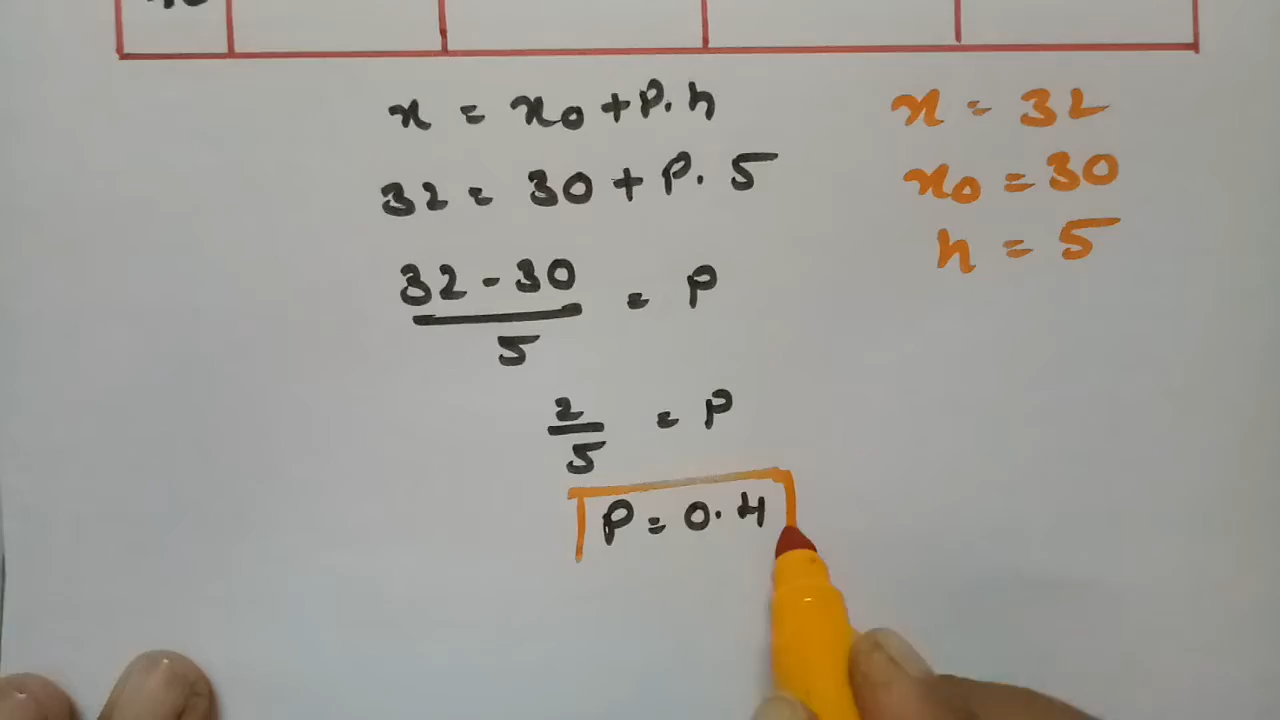 x = x₀ + P.h
32 = 30 + P. 5
32 - 30 / 5 = P
2 / 5 = P
P = 0.4
x = 32
x₀ = 30
h = 5